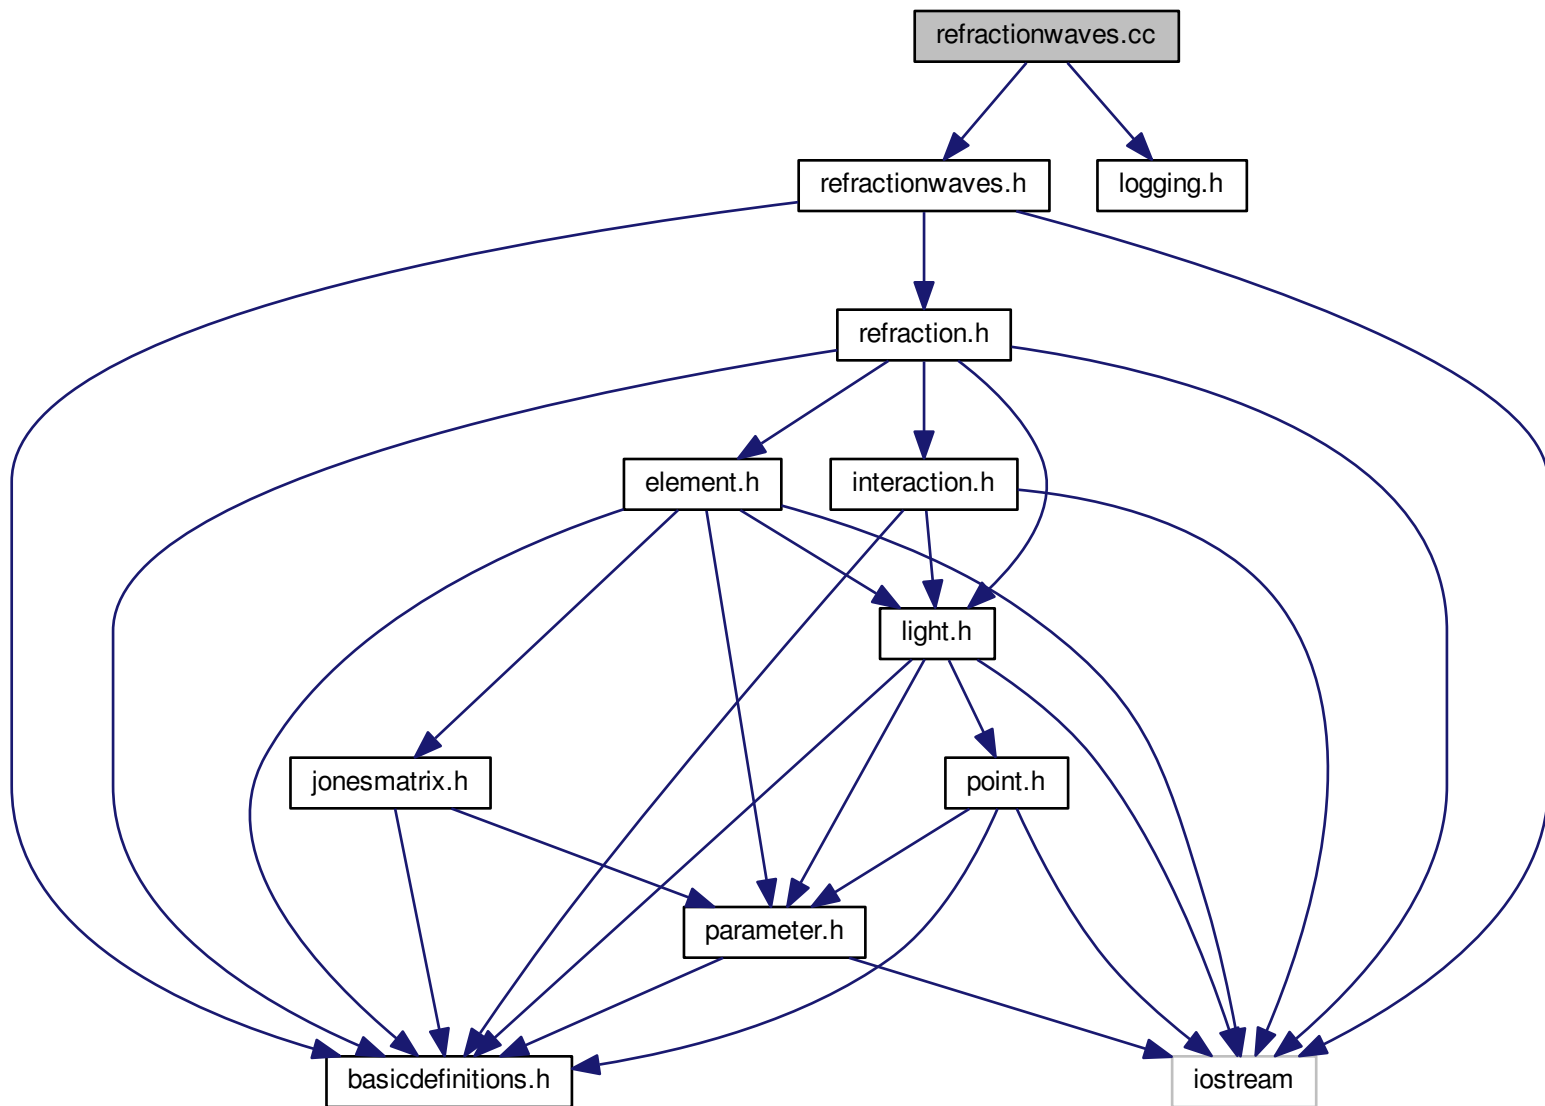 refractionwaves.cc
refractionwaves.h
logging.h
refraction.h
element.h
interaction.h
light.h
jonesmatrix.h
point.h
parameter.h
basicdefinitions.h
iostream